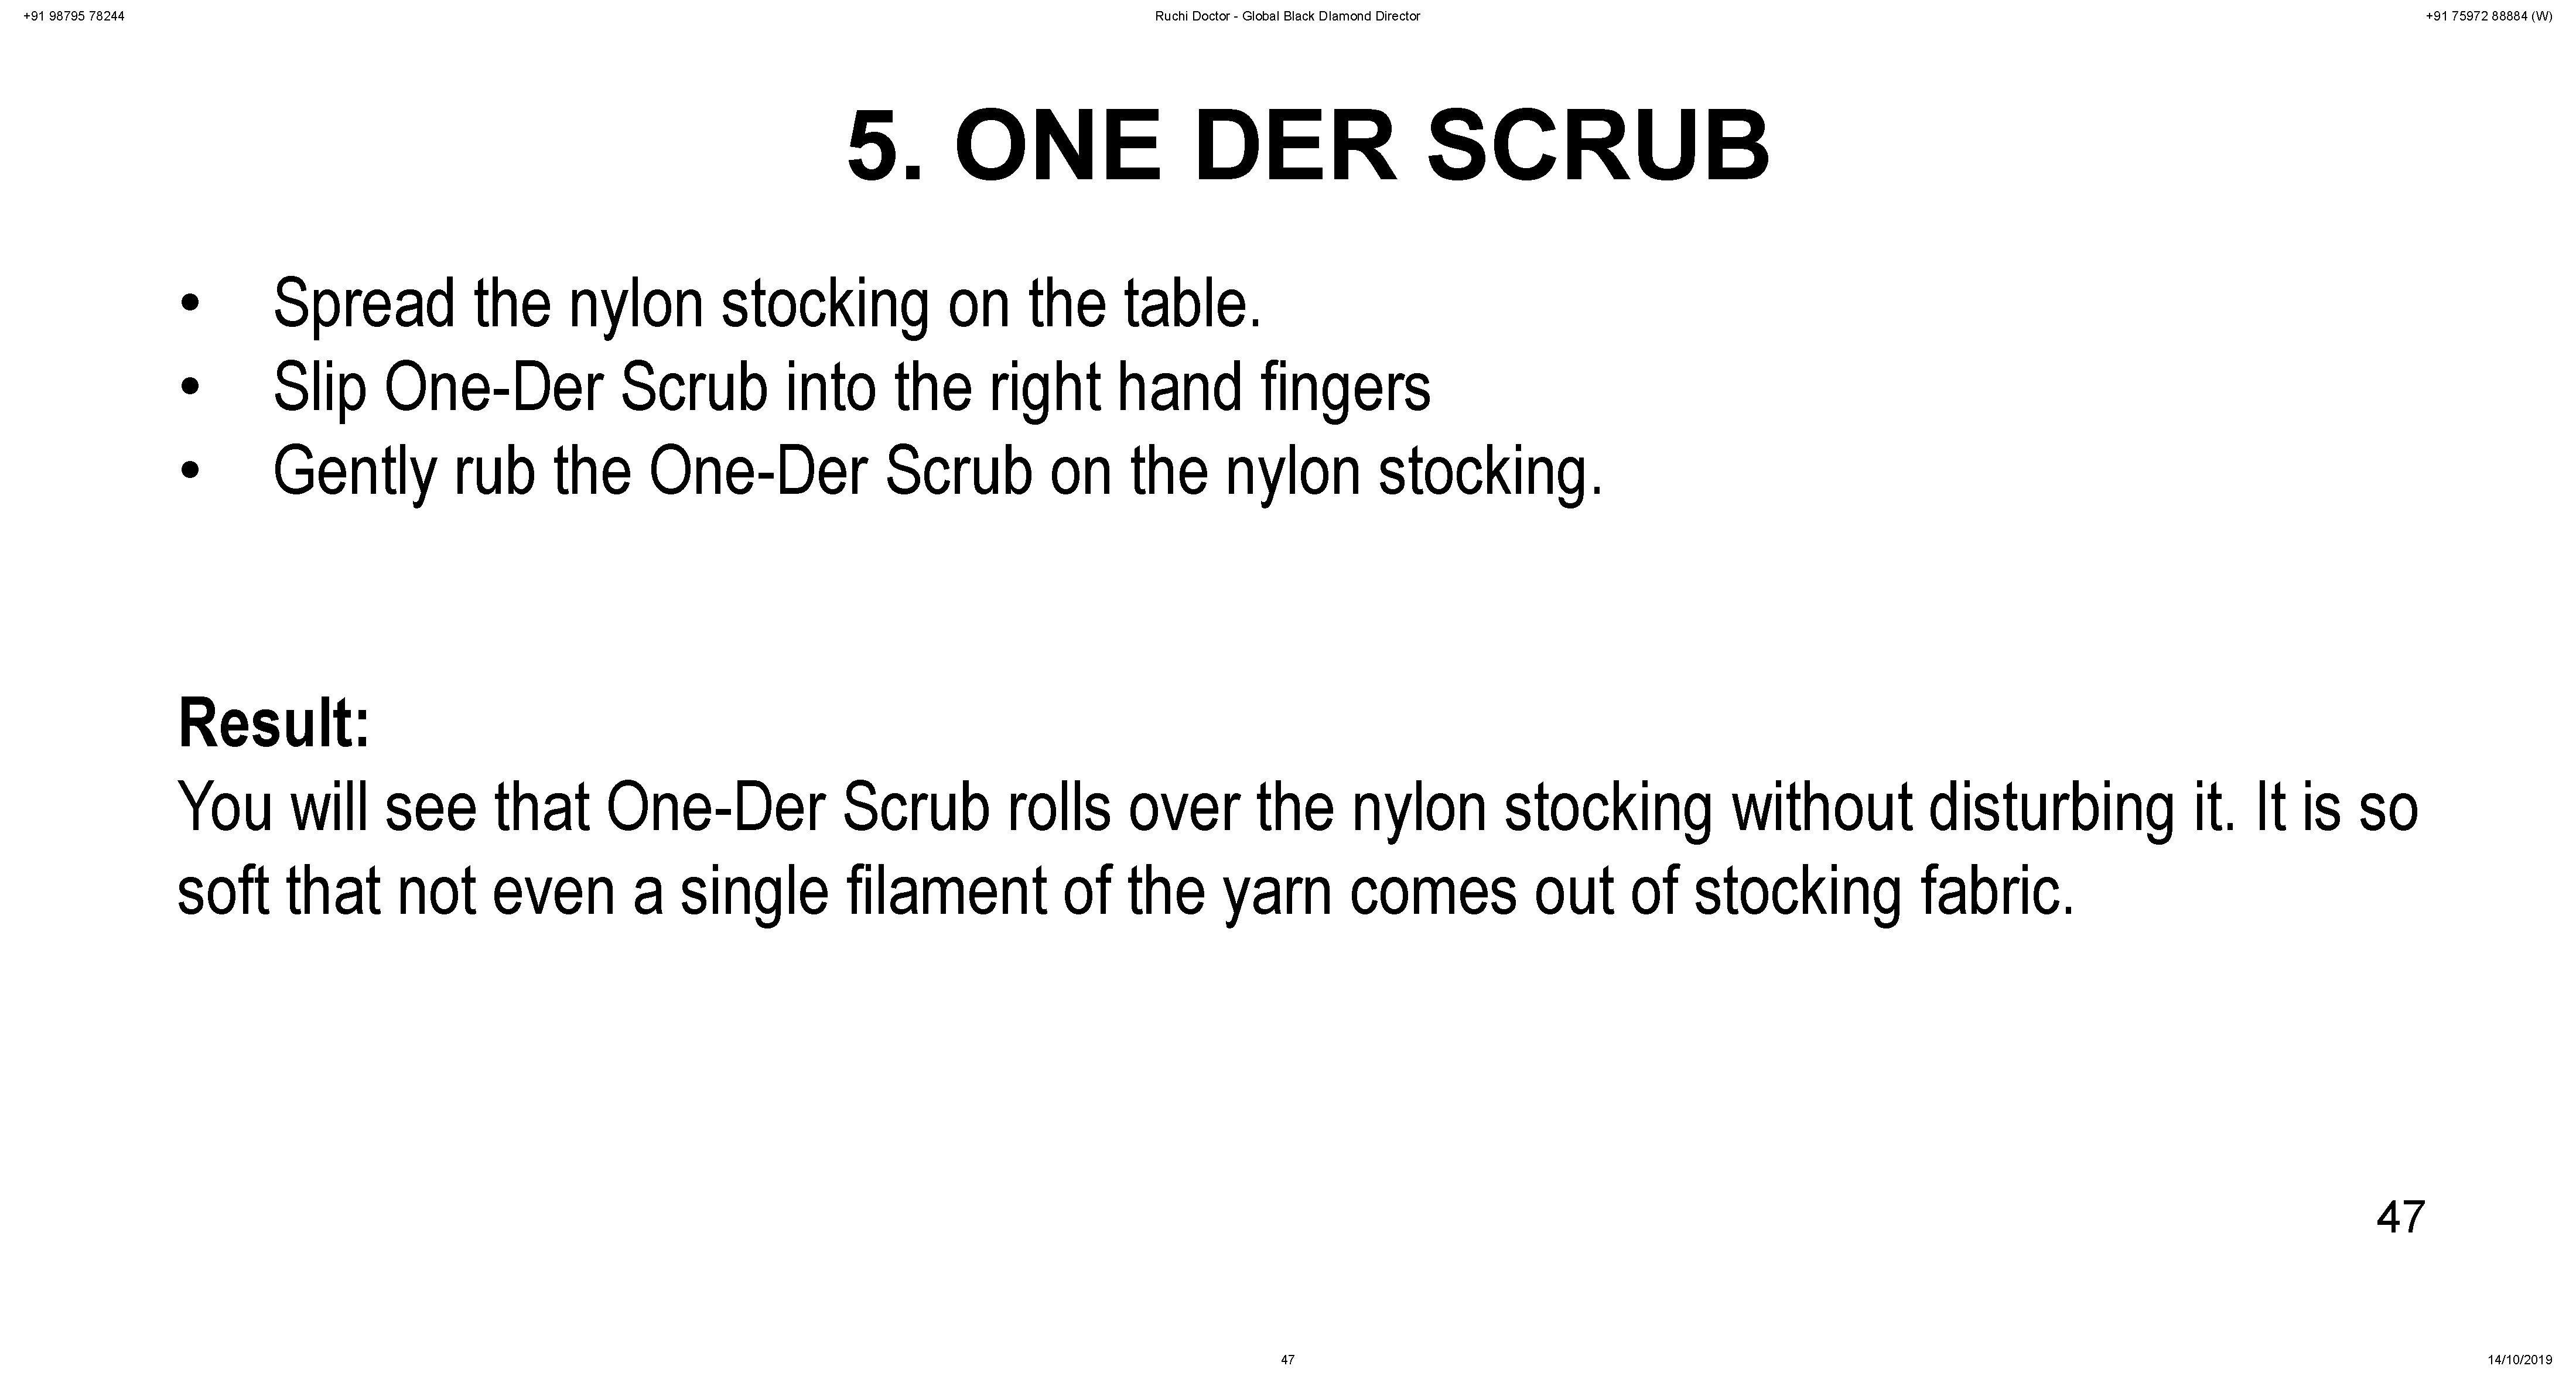 +91 98795 78244
Ruchi Doctor - Global Black DIamond Director
+91 75972 88884 (W)
5. ONE DER SCRUB
• Spread the nylon stocking on the table.
• Slip One-Der Scrub into the right hand fingers
• Gently rub the One-Der Scrub on the nylon stocking.
Result:
You will see that One-Der Scrub rolls over the nylon stocking without disturbing it. It is so
soft that not even a single filament of the yarn comes out of stocking fabric.
47
47
14/10/2019